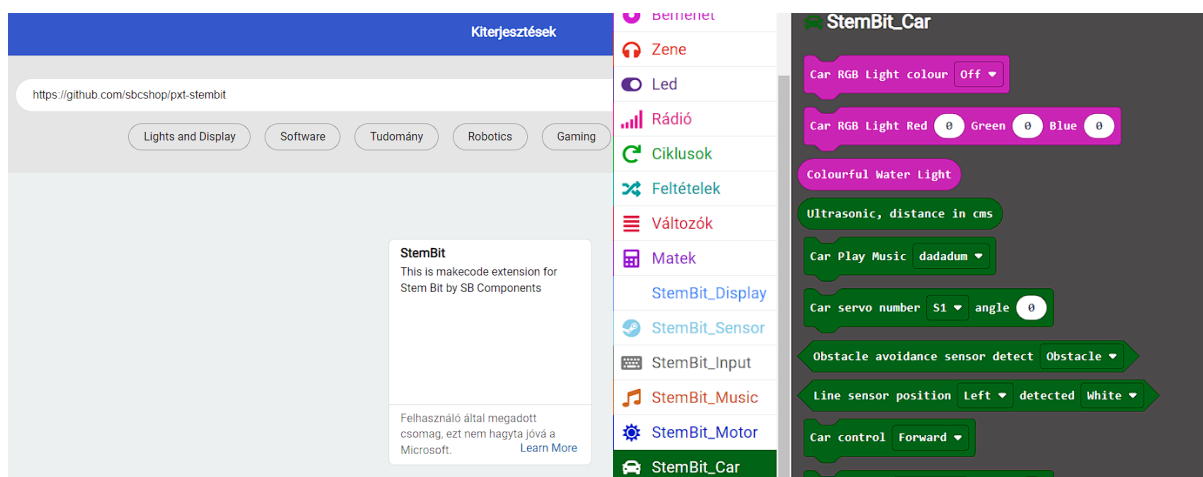 Kiterjesztések
https://github.com/sbcshop/pxt-stembit
Lights and Display
Software
Tudomány
Robotics
Gaming
StemBit
This is makecode extension for
Stem Bit by SB Components
Felhasználó által megadott
csomag, ezt nem hagyta jóvá a
Microsoft.
Learn More
Bemenet
Zene
Led
Rádió
Ciklusok
Feltételek
Változók
Matek
StemBit_Display
StemBit_Sensor
StemBit_Input
StemBit_Music
StemBit_Motor
StemBit_Car
StemBit_Car
Car RGB Light colour Off
Car RGB Light Red 0 Green 0 Blue 0
Colourful Water Light
Ultrasonic, distance in cms
Car Play Music dadadum
Car servo number S1 angle 0
Obstacle avoidance sensor detect Obstacle
Line sensor position Left detected White
Car control Forward